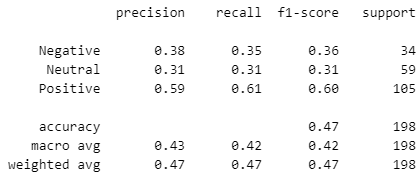 precision recall f1-score support
Negative 0.38 0.35 0.36 34
Neutral 0.31 0.31 0.31 59
Positive 0.59 0.61 0.60 105
accuracy 0.47 198
macro avg 0.43 0.42 0.42 198
weighted avg 0.47 0.47 0.47 198